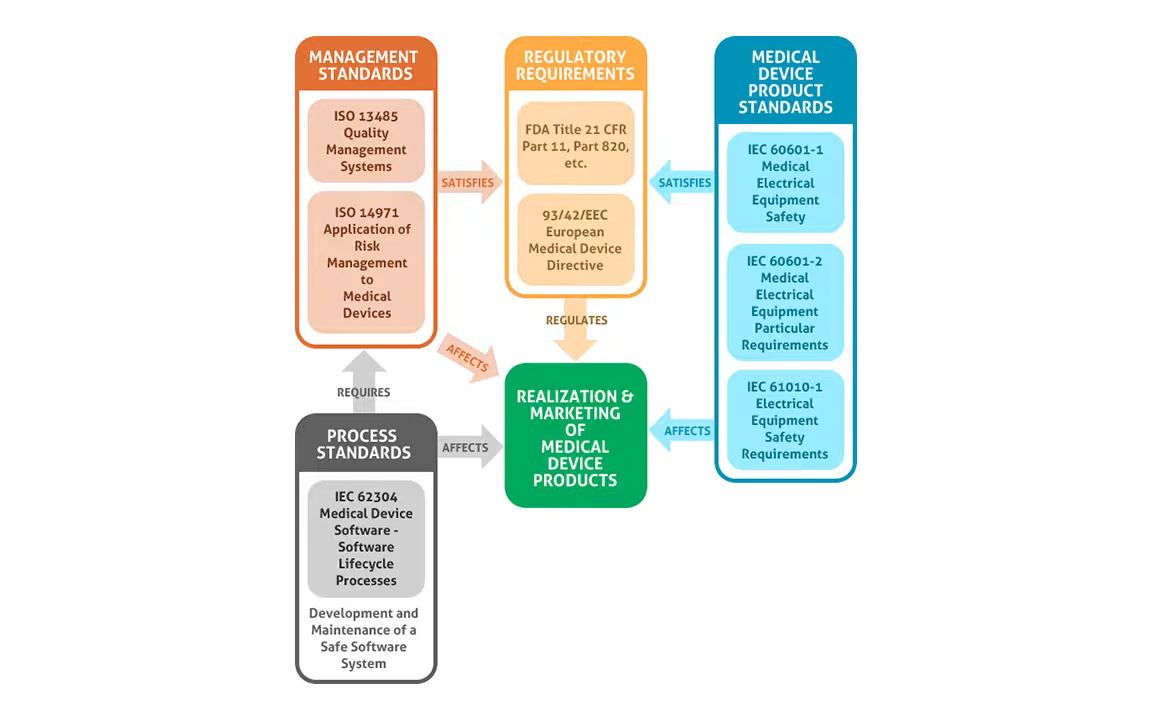 MANAGEMENT
STANDARDS
ISO 13485
Quality
Management
Systems
ISO 14971
Application of
Risk
Management
to
Medical
Devices
SATISFIES
REGULATORY
REQUIREMENTS
FDA Title 21 CFR
Part 11, Part 820,
etc.
93/42/EEC
European
Medical Device
Directive
SATISFIES
MEDICAL
DEVICE
PRODUCT
STANDARDS
IEC 60601-1
Medical
Electrical
Equipment
Safety
IEC 60601-2
Medical
Electrical
Equipment
Particular
Requirements
IEC 61010-1
Electrical
Equipment
Safety
Requirements
REGULATES
AFFECTS
REQUIRES
PROCESS
STANDARDS
IEC 62304
Medical Device
Software -
Software
Lifecycle
Processes
Development and
Maintenance of a
Safe Software
System
AFFECTS
REALIZATION &
MARKETING
OF
MEDICAL
DEVICE
PRODUCTS
AFFECTS